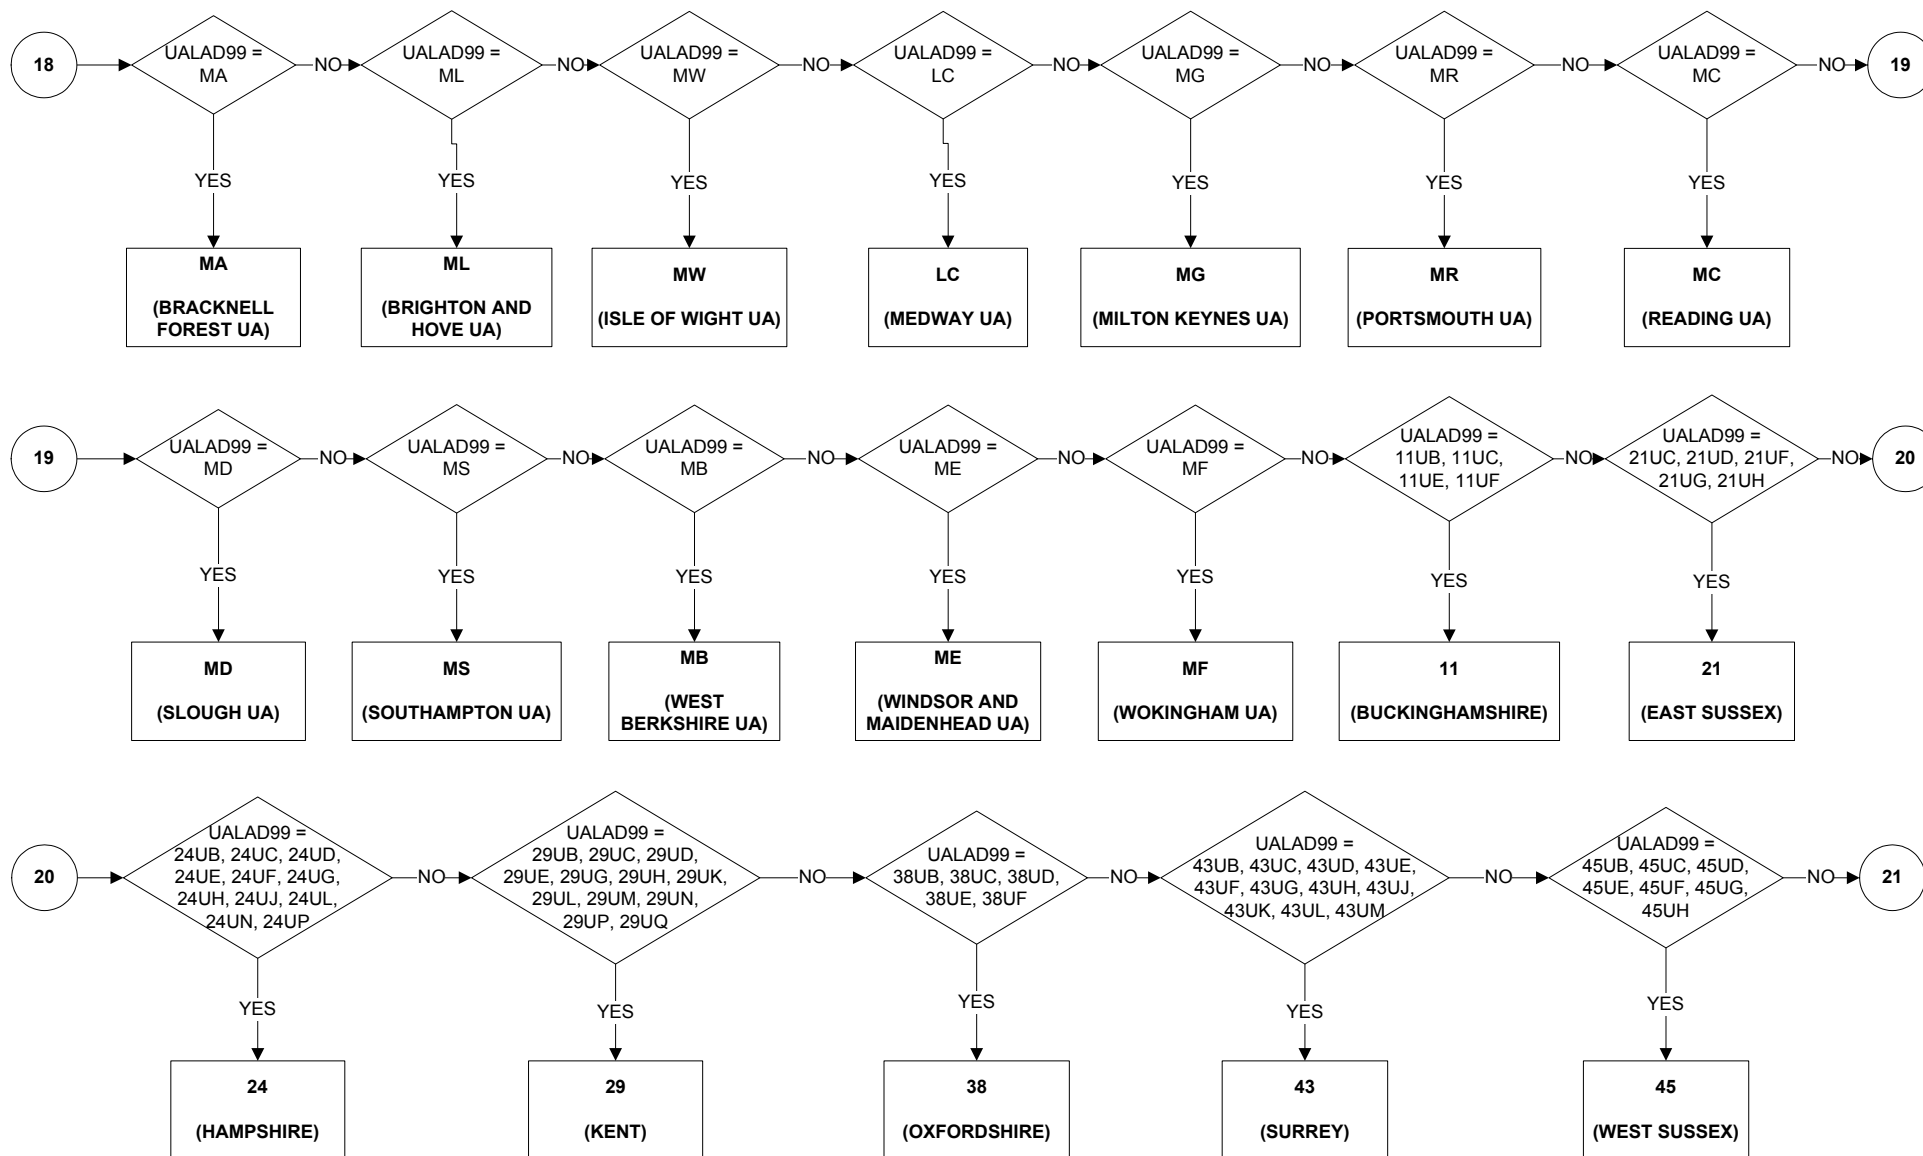 18
UALAD99 =
MA
NO
UALAD99 =
ML
NO
UALAD99 =
MW
NO
UALAD99 =
LC
NO
UALAD99 =
MG
NO
UALAD99 =
MR
NO
UALAD99 =
MC
NO
19
YES
YES
YES
YES
YES
YES
YES
MA
(BRACKNELL
FOREST UA)
ML
(BRIGHTON AND
HOVE UA)
MW
(ISLE OF WIGHT UA)
LC
(MEDWAY UA)
MG
(MILTON KEYNES UA)
MR
(PORTSMOUTH UA)
MC
(READING UA)
19
UALAD99 =
MD
NO
UALAD99 =
MS
NO
UALAD99 =
MB
NO
UALAD99 =
ME
NO
UALAD99 =
MF
NO
UALAD99 =
11UB, 11UC,
11UE, 11UF
NO
UALAD99 =
21UC, 21UD, 21UF,
21UG, 21UH
NO
20
YES
YES
YES
YES
YES
YES
YES
MD
(SLOUGH UA)
MS
(SOUTHAMPTON UA)
MB
(WEST
BERKSHIRE UA)
ME
(WINDSOR AND
MAIDENHEAD UA)
MF
(WOKINGHAM UA)
11
(BUCKINGHAMSHIRE)
21
(EAST SUSSEX)
20
UALAD99 =
24UB, 24UC, 24UD,
24UE, 24UF, 24UG,
24UH, 24UJ, 24UL,
24UN, 24UP
NO
UALAD99 =
29UB, 29UC, 29UD,
29UE, 29UG, 29UH, 29UK,
29UL, 29UM, 29UN,
29UP, 29UQ
NO
UALAD99 =
38UB, 38UC, 38UD,
38UE, 38UF
NO
UALAD99 =
43UB, 43UC, 43UD, 43UE,
43UF, 43UG, 43UH, 43UJ,
43UK, 43UL, 43UM
NO
UALAD99 =
45UB, 45UC, 45UD,
45UE, 45UF, 45UG,
45UH
NO
21
YES
YES
YES
YES
YES
24
(HAMPSHIRE)
29
(KENT)
38
(OXFORDSHIRE)
43
(SURREY)
45
(WEST SUSSEX)